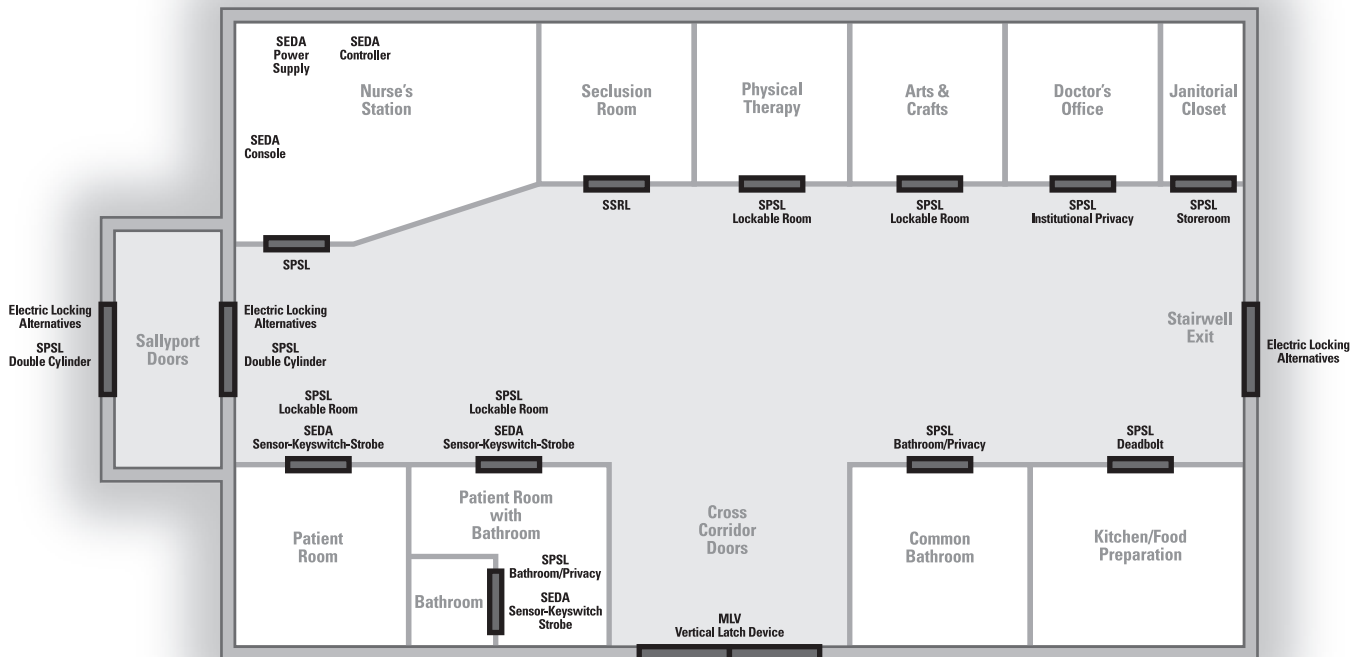 SEDA
Power
Supply
SEDA
Controller
Nurse's
Station
SEDA
Console
Seclusion
Room
Physical
Therapy
Arts &
Crafts
Doctor's
Office
Janitorial
Closet
SSRL
SPSL
Lockable Room
SPSL
Lockable Room
SPSL
Institutional Privacy
SPSL
Storeroom
SPSL
Electric Locking
Alternatives
SPSL
Double Cylinder
Sallyport
Doors
Electric Locking
Alternatives
SPSL
Double Cylinder
Stairwell
Exit
Electric Locking
Alternatives
SPSL
Lockable Room
SEDA
Sensor-Keyswitch-Strobe
SPSL
Lockable Room
SEDA
Sensor-Keyswitch-Strobe
SPSL
Bathroom/Privacy
SPSL
Deadbolt
Patient
Room
Patient Room
with
Bathroom
Bathroom
SPSL
Bathroom/Privacy
SEDA
Sensor-Keyswitch
Strobe
Cross
Corridor
Doors
MLV
Vertical Latch Device
Common
Bathroom
Kitchen/Food
Preparation